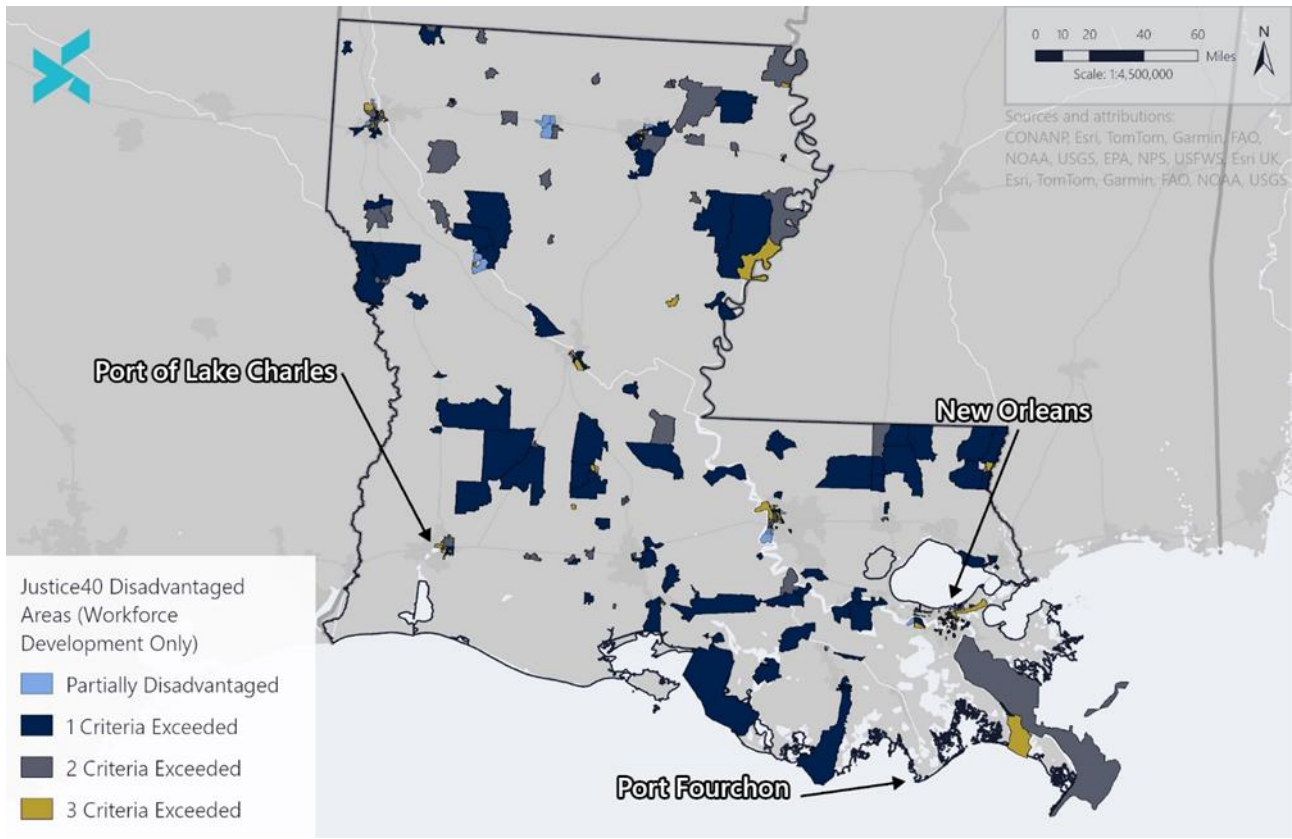 0 10 20 40 60
Miles
Scale: 1:4,500,000
N
Sources and attributions:
CONANP, Esri, TomTom, Garmin, FAO,
NOAA, USGS, EPA, NPS, USFWS, Esri UK,
Esri, TomTom, Garmin, FAO, NOAA, USGS
Port of Lake Charles
New Orleans
Port Fourchon
Justice40 Disadvantaged
Areas (Workforce
Development Only)
Partially Disadvantaged
1 Criteria Exceeded
2 Criteria Exceeded
3 Criteria Exceeded